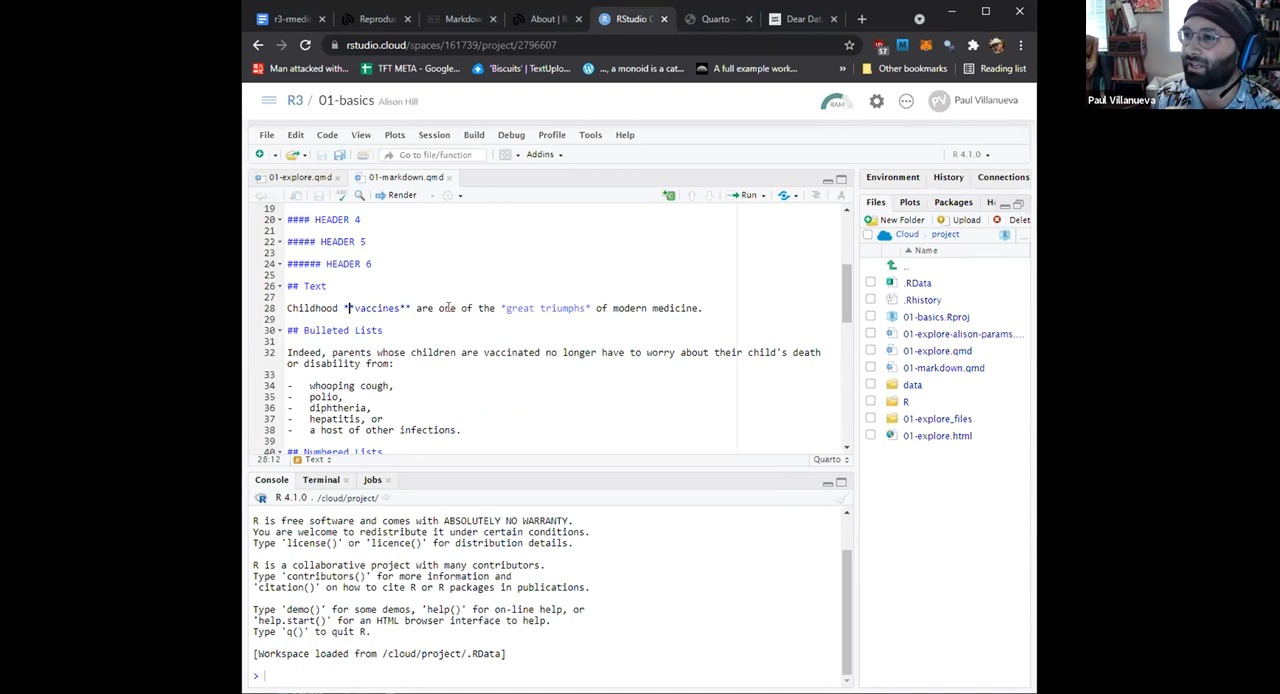 r3-rmedi
Reproduc
Markdow
About | R
RStudio C
Quarto –
Dear Dat
rstudio.cloud/spaces/161739/project/2796607
57
Man attacked with...
TFT META - Google...
'Biscuits' | TextUplo...
..., a monoid is a cat...
A full example work...
»
Other bookmarks
Reading list
R3 / 01-basics Alison Hill
RAM
PV Paul Villanueva
Paul Villanueva
File Edit Code View Plots Session Build Debug Profile Tools Help
Go to file/function
Addins
R 4.1.0
01-explore.qmd
01-markdown.qmd
Render
Run
19
20 #### HEADER 4
21
22 ##### HEADER 5
23
24 ###### HEADER 6
25
26 ## Text
27
28 Childhood **vaccines** are one of the *great triumphs* of modern medicine.
29
30 ## Bulleted Lists
31
32 Indeed, parents whose children are vaccinated no longer have to worry about their child's death
or disability from:
33
34 - whooping cough,
35 - polio,
36 - diphtheria,
37 - hepatitis, or
38 - a host of other infections.
39
40 ## Numbered Lists
28:12 Text Quarto
Console Terminal Jobs
R 4.1.0 . /cloud/project/
R is free software and comes with ABSOLUTELY NO WARRANTY.
You are welcome to redistribute it under certain conditions.
Type 'license()' or 'licence()' for distribution details.
R is a collaborative project with many contributors.
Type 'contributors()' for more information and
'citation()' on how to cite R or R packages in publications.
Type 'demo()' for some demos, 'help()' for on-line help, or
'help.start()' for an HTML browser interface to help.
Type 'q()' to quit R.
[Workspace loaded from /cloud/project/.RData]
>
Environment History Connections
Files Plots Packages H
New Folder Upload Delet
Cloud project ...
Name
..
.RData
.Rhistory
01-basics.Rproj
01-explore-alison-params....
01-explore.qmd
01-markdown.qmd
data
R
01-explore_files
01-explore.html